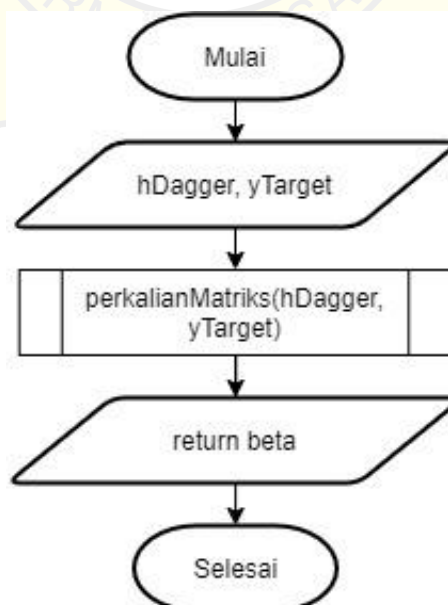 Mulai
hDagger, yTarget
perkalianMatriks(hDagger,
yTarget)
return beta
Selesai